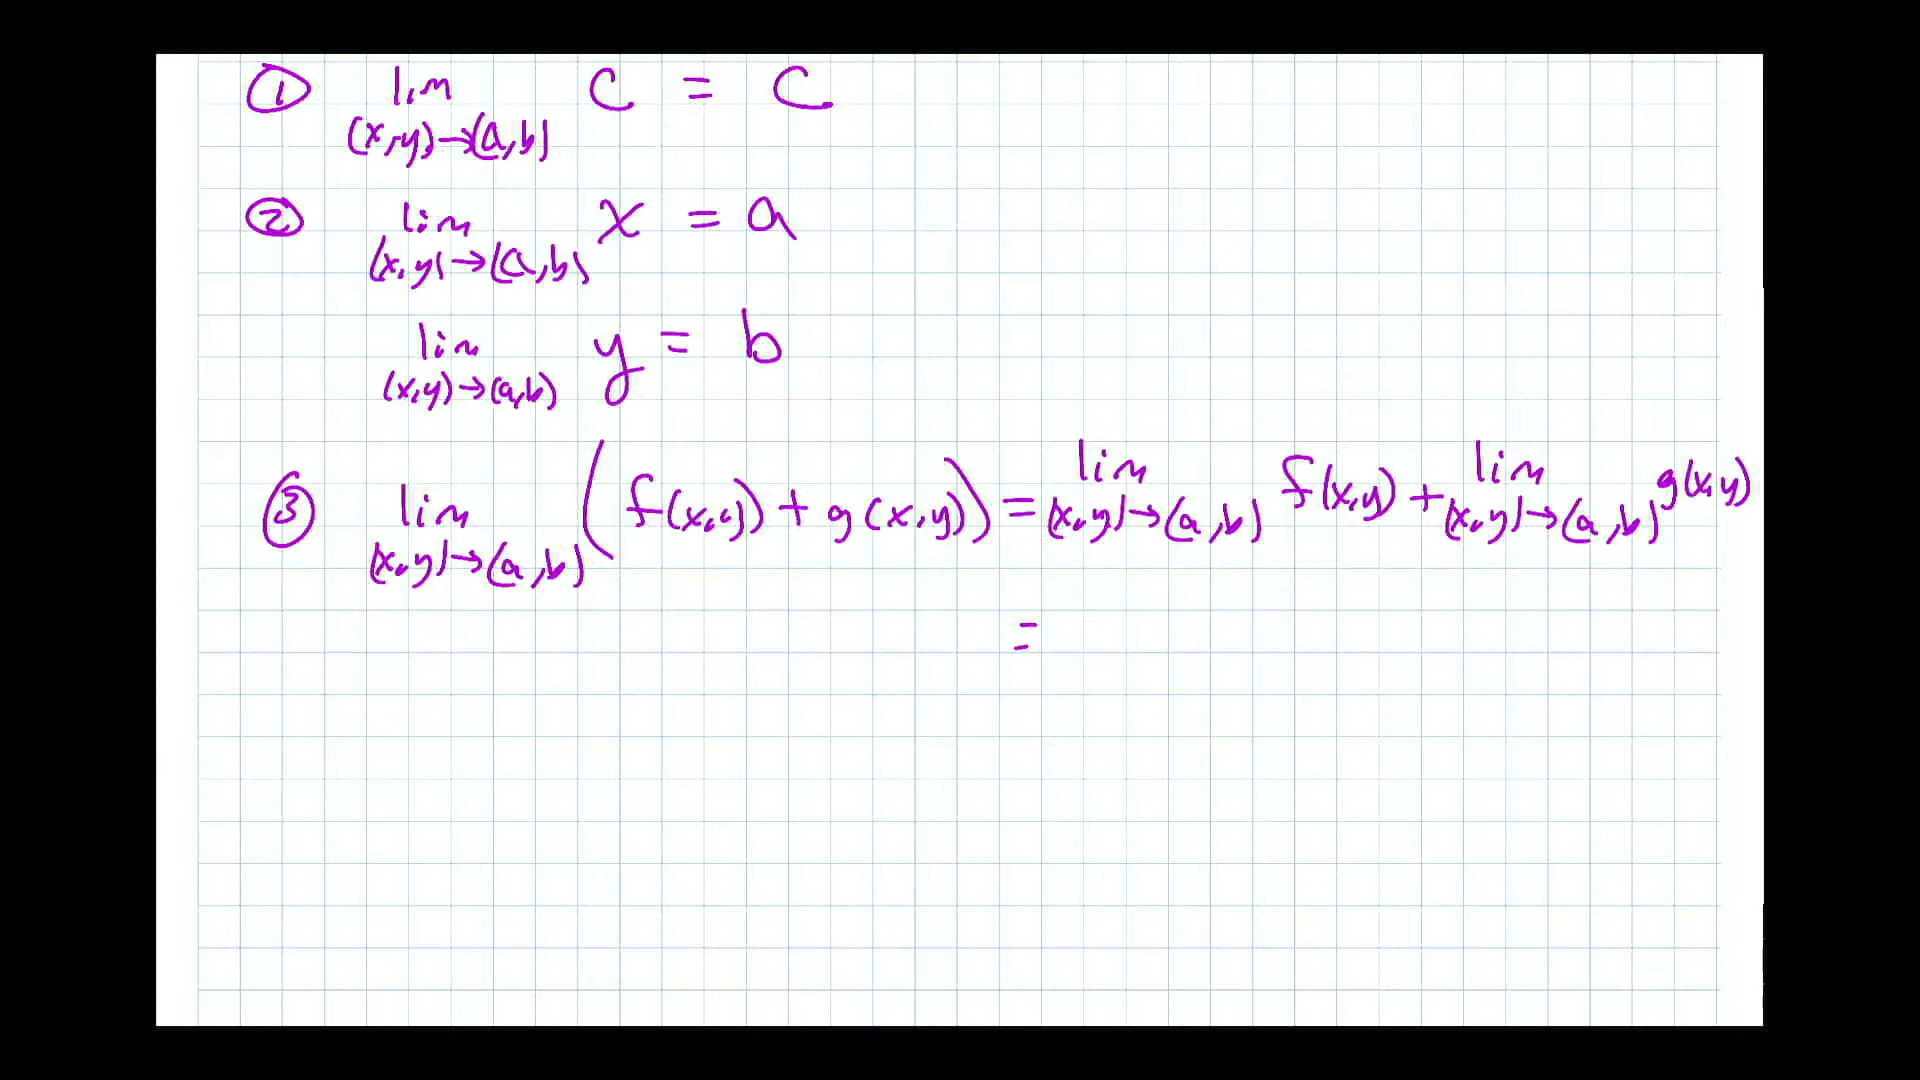 ① lim C = C
(x,y)→(a,b)
② lim x = a
(x,y)→(a,b)
lim y = b
(x,y)→(a,b)
③ lim (f(x,y) + g(x,y)) = lim f(x,y) + lim g(x,y)
(x,y)→(a,b) (x,y)→(a,b) (x,y)→(a,b)
=